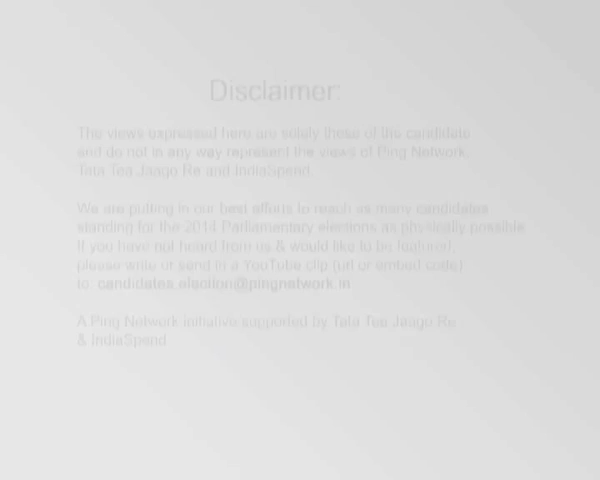 Disclaimer:
The views expressed here are solely those of the candidate
and do not in any way represent the views of Ping Network,
Tata Tea Jaago Re and IndiaSpend.
We are putting in our best efforts to reach as many candidates
standing for the 2014 Parliamentary elections as physically possible.
If you have not heard from us & would like to be featured,
please write or send in a YouTube clip (url or embed code)
to: candidates.election@pingnetwork.in
A Ping Network initiative supported by Tata Tea Jaago Re
& IndiaSpend